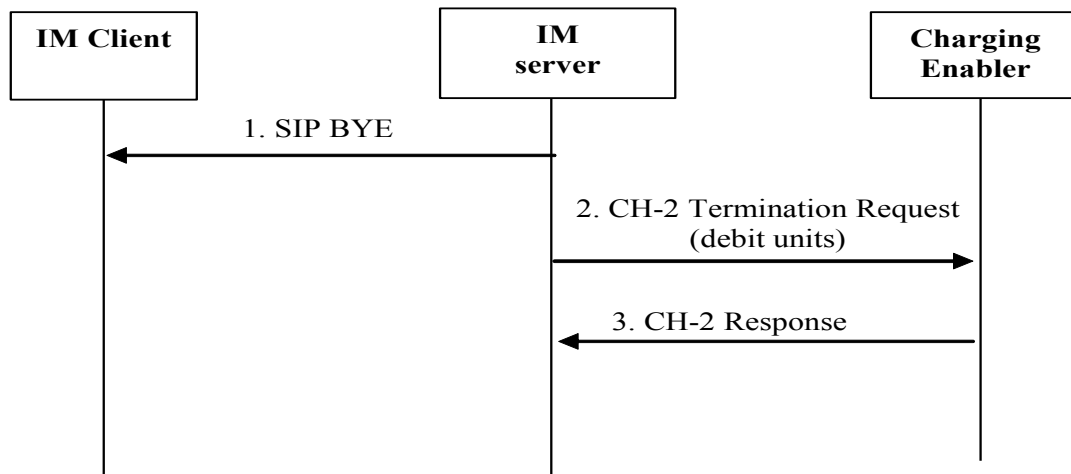 IM Client
IM
server
Charging
Enabler
1. SIP BYE
2. CH-2 Termination Request
(debit units)
3. CH-2 Response